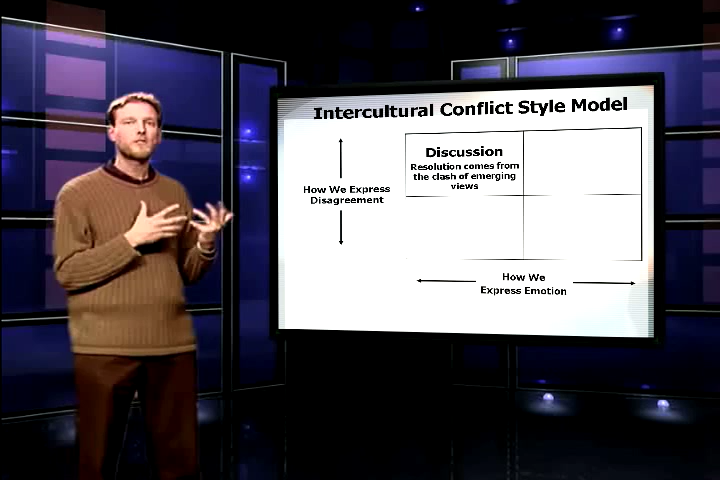 Intercultural Conflict Style Model
How We Express
Disagreement
Discussion
Resolution comes from
the clash of emerging
views
How We
Express Emotion